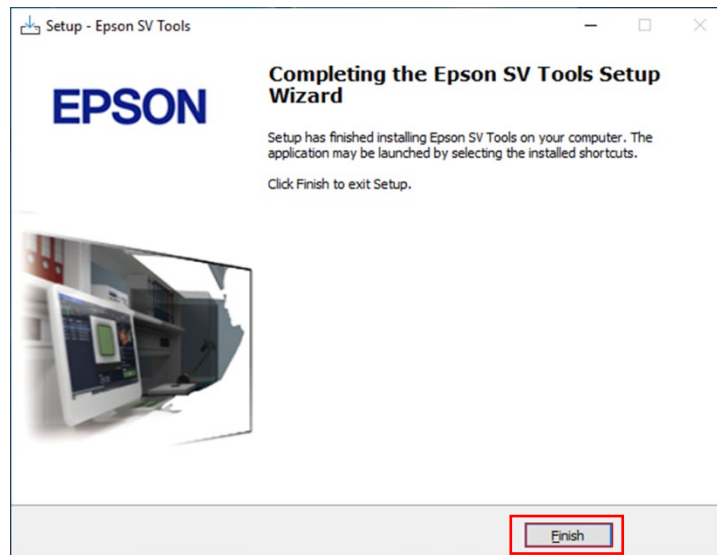 Setup - Epson SV Tools
EPSON
Completing the Epson SV Tools Setup
Wizard
Setup has finished installing Epson SV Tools on your computer. The
application may be launched by selecting the installed shortcuts.
Click Finish to exit Setup.
Finish